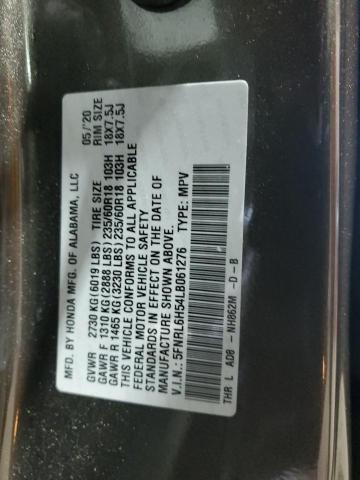 MFD. BY HONDA MFG. OF ALABAMA, LLC 05/'20
GVWR 2730 KG(6019 LBS) TIRE SIZE RIM SIZE
GAWR F 1310 KG(2888 LBS)235/60R18 103H 18X7.5J
GAWR R 1465 KG(3230 LBS)235/60R18 103H 18X7.5J
THIS VEHICLE CONFORMS TO ALL APPLICABLE
FEDERAL MOTOR VEHICLE SAFETY
STANDARDS IN EFFECT ON THE DATE OF
MANUFACTURE SHOWN ABOVE.
V.I.N.: 5FNRL6H54LB061276 TYPE: MPV
THR L AD8 - NH862M -D -B